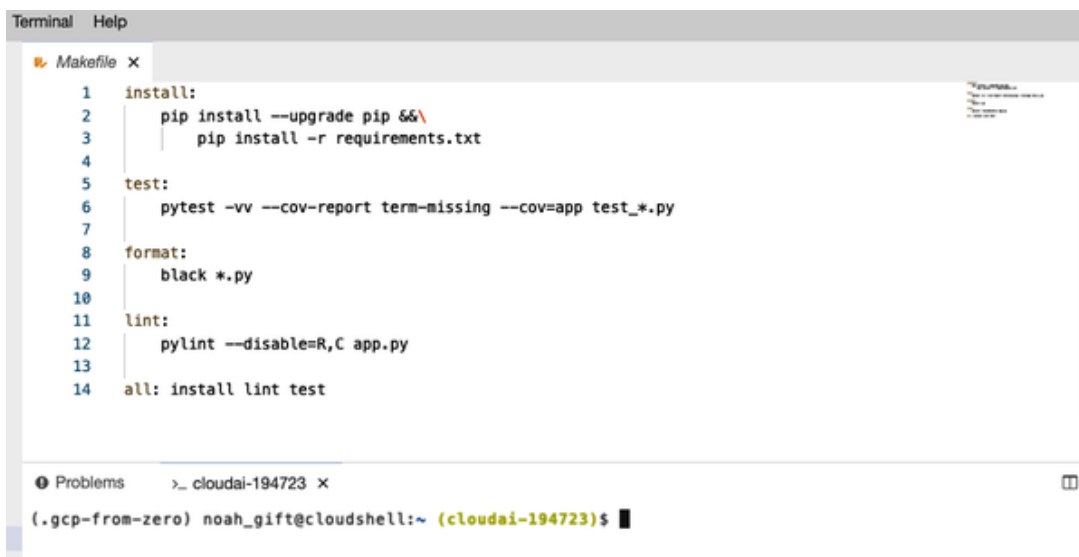 Terminal Help
Makefile ×
1 install:
2 pip install --upgrade pip &&\
3 pip install -r requirements.txt
4
5 test:
6 pytest -vv --cov-report term-missing --cov=app test_*.py
7
8 format:
9 black *.py
10
11 lint:
12 pylint --disable=R,C app.py
13
14 all: install lint test
Problems >_ cloudai-194723 ×
(.gcp-from-zero) noah_gift@cloudshell:~ (cloudai-194723)$